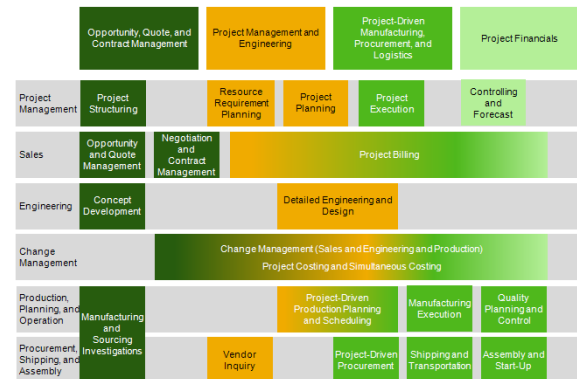 Opportunity, Quote, and
Contract Management
Project Management and
Engineering
Project-Driven
Manufacturing,
Procurement, and
Logistics
Project Financials
Project
Management
Project
Structuring
Resource
Requirement
Planning
Project
Planning
Project
Execution
Controlling
and
Forecast
Sales
Opportunity
and Quote
Management
Negotiation
and
Contract
Management
Project Billing
Engineering
Concept
Development
Detailed Engineering and
Design
Change
Management
Change Management (Sales and Engineering and Production)
Project Costing and Simultaneous Costing
Production,
Planning, and
Operation
Manufacturing
and
Sourcing
Investigations
Project-Driven
Production Planning
and Scheduling
Manufacturing
Execution
Quality
Planning and
Control
Procurement,
Shipping, and
Assembly
Vendor
Inquiry
Project-Driven
Procurement
Shipping and
Transportation
Assembly and
Start-Up